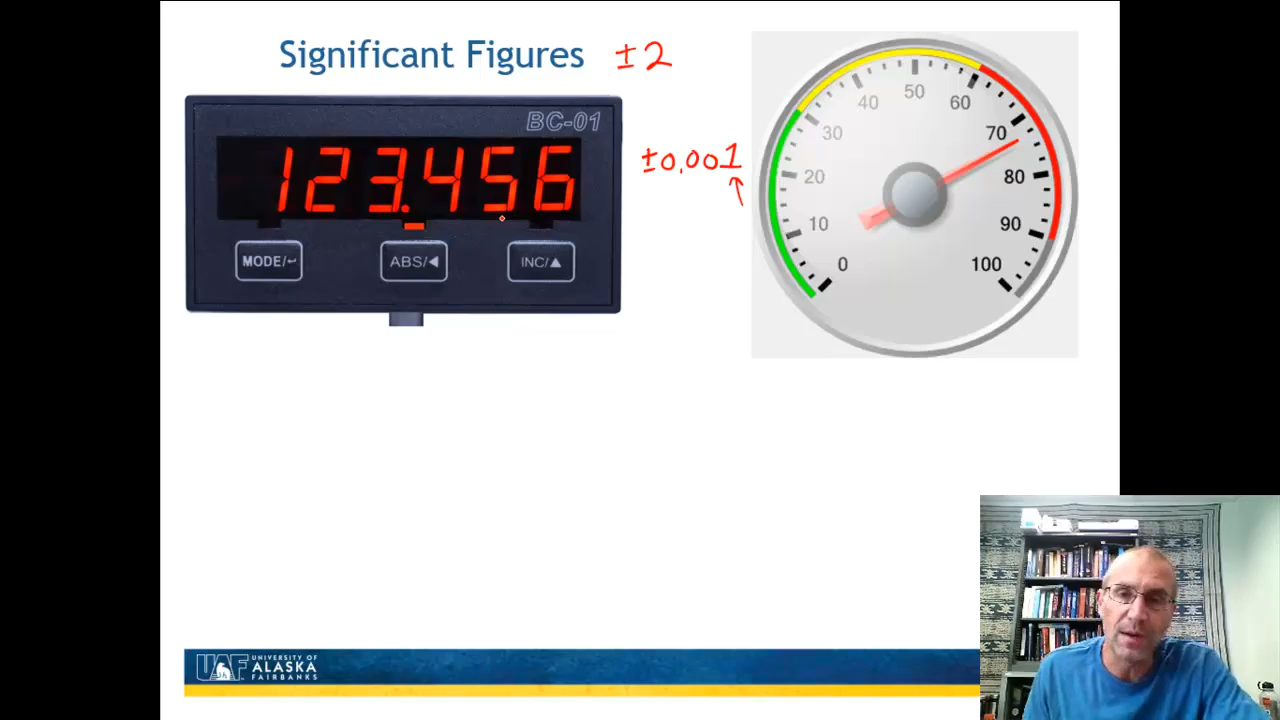 Significant Figures ±2
BC-01
123.456
±0.001
MODE/↵
ABS/◄
INC/▲
0
10
20
30
40
50
60
70
80
90
100
UAF UNIVERSITY OF
ALASKA
FAIRBANKS